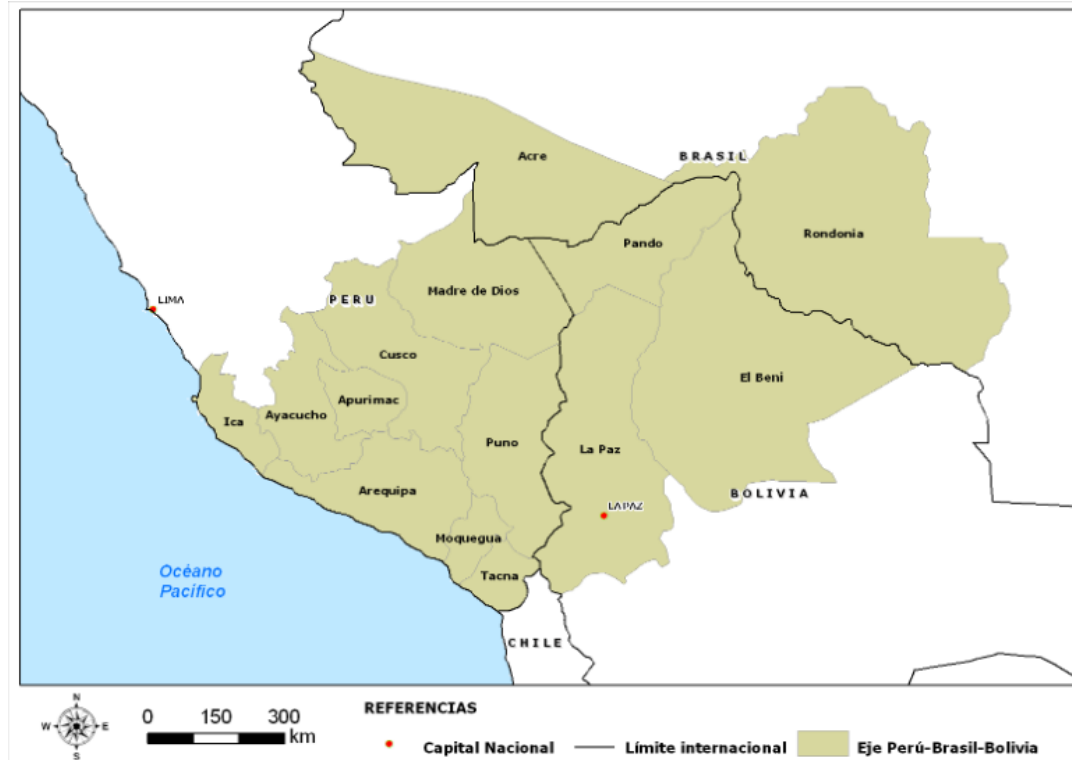 Acre
BRASIL
Rondonia
Pando
Madre de Dios
PERU
LIMA
Cusco
El Beni
Apurimac
Ayacucho
Ica
Puno
La Paz
Arequipa
BOLIVIA
LA PAZ
Moquegua
Tacna
Océano
Pacífico
CHILE
N
W
E
S
0 150 300
km
REFERENCIAS
Capital Nacional
Límite internacional
Eje Perú-Brasil-Bolivia